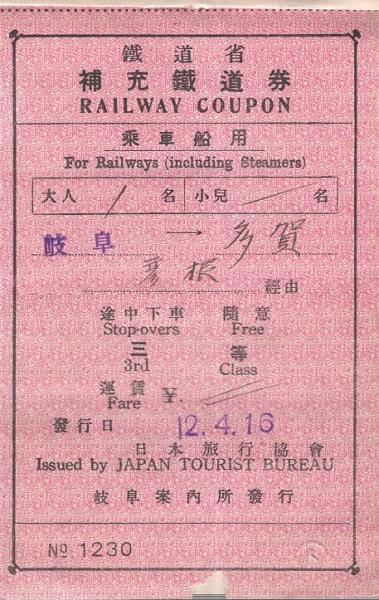 鐵道省
補充鐵道券
RAILWAY COUPON
乘車船用
For Railways (including Steamers)
大人 1 名 小兒 — 名
岐阜 → 多賀
彦根 經由
途中下車 隨意
Stop-overs Free
三 等
3rd Class
運賃
Fare ¥.
發行日 12.4.16
日本旅行協會
Issued by JAPAN TOURIST BUREAU
岐阜案內所發行
№ 1230